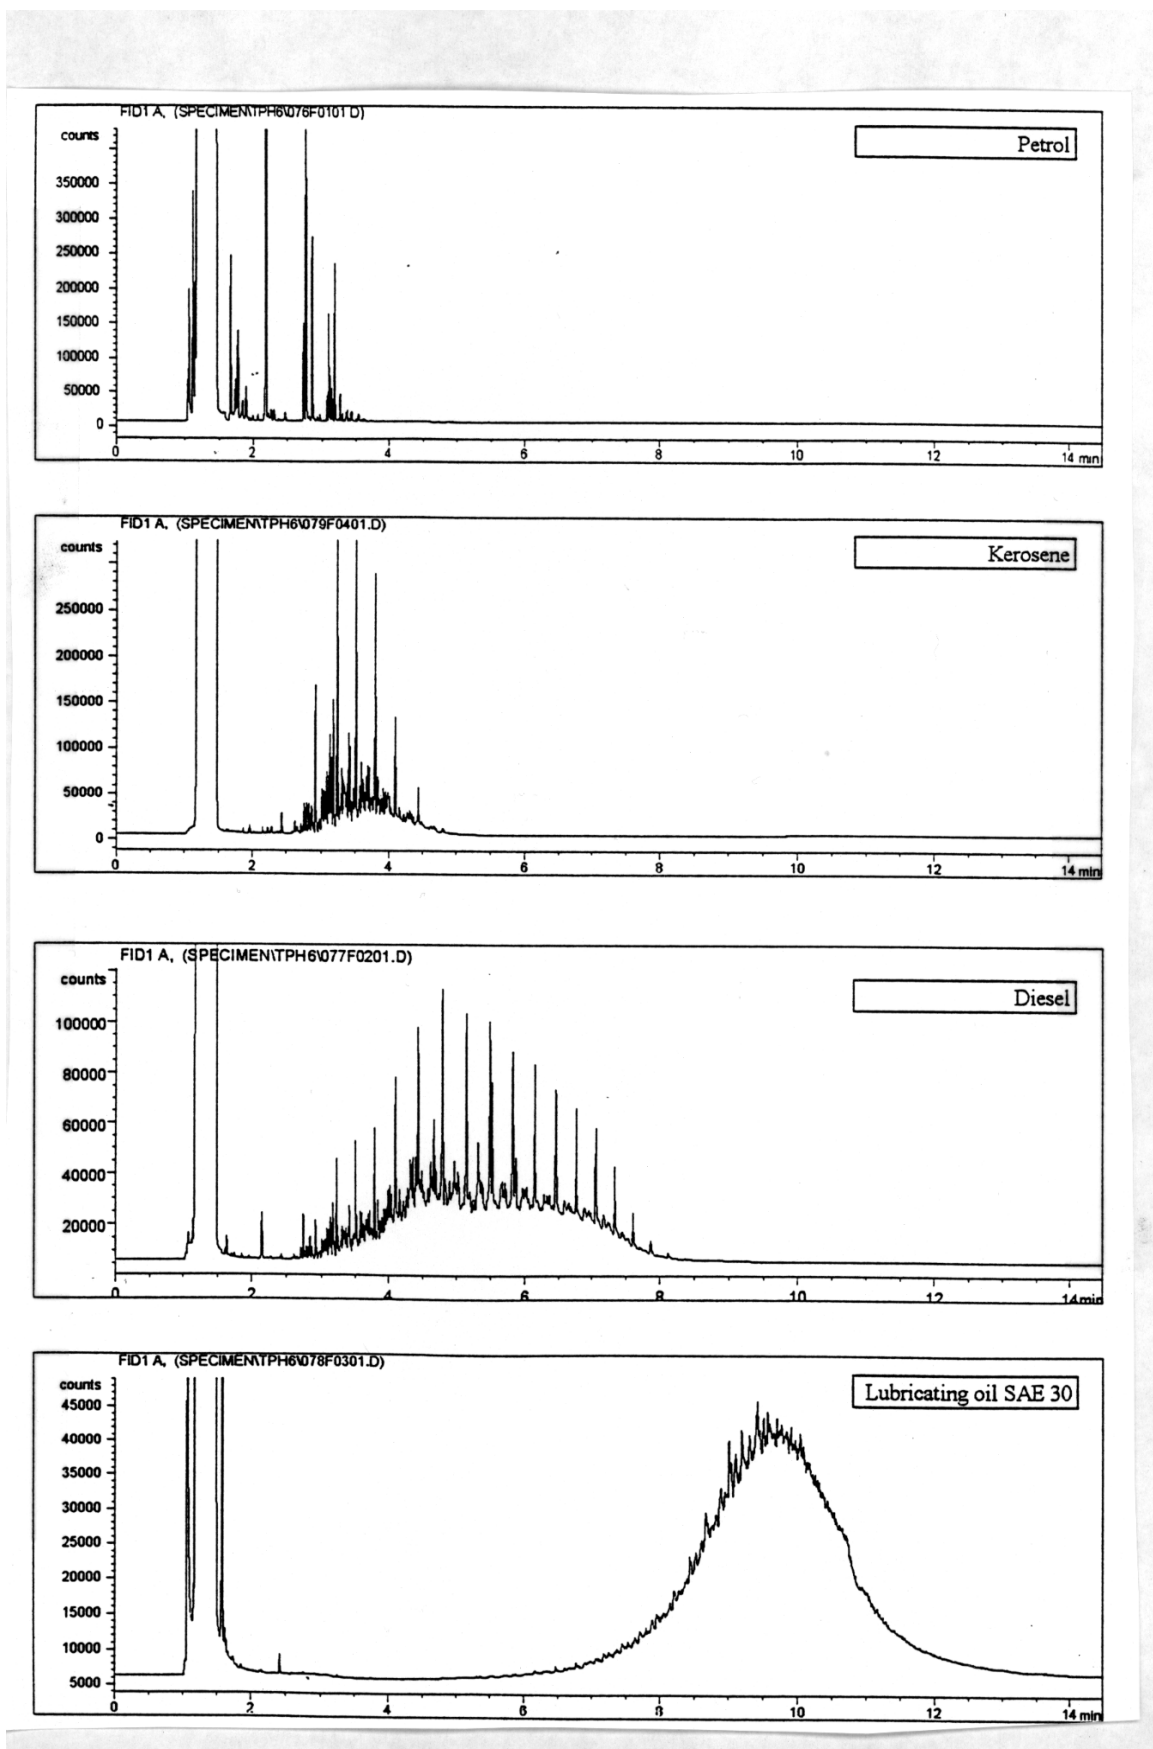 FID1 A, (SPECIMEN\TPH6\076F0101 D)
counts
Petrol
350000
300000
250000
200000
150000
100000
50000
0
0 2 4 6 8 10 12 14 min
FID1 A, (SPECIMEN\TPH6\079F0401.D)
counts
Kerosene
250000
200000
150000
100000
50000
0
0 2 4 6 8 10 12 14 min
FID1 A, (SPECIMEN\TPH6\077F0201.D)
counts
Diesel
100000
80000
60000
40000
20000
0 2 4 6 8 10 12 14 min
FID1 A, (SPECIMEN\TPH6\078F0301.D)
counts
Lubricating oil SAE 30
45000
40000
35000
30000
25000
20000
15000
10000
5000
0 2 4 6 8 10 12 14 min